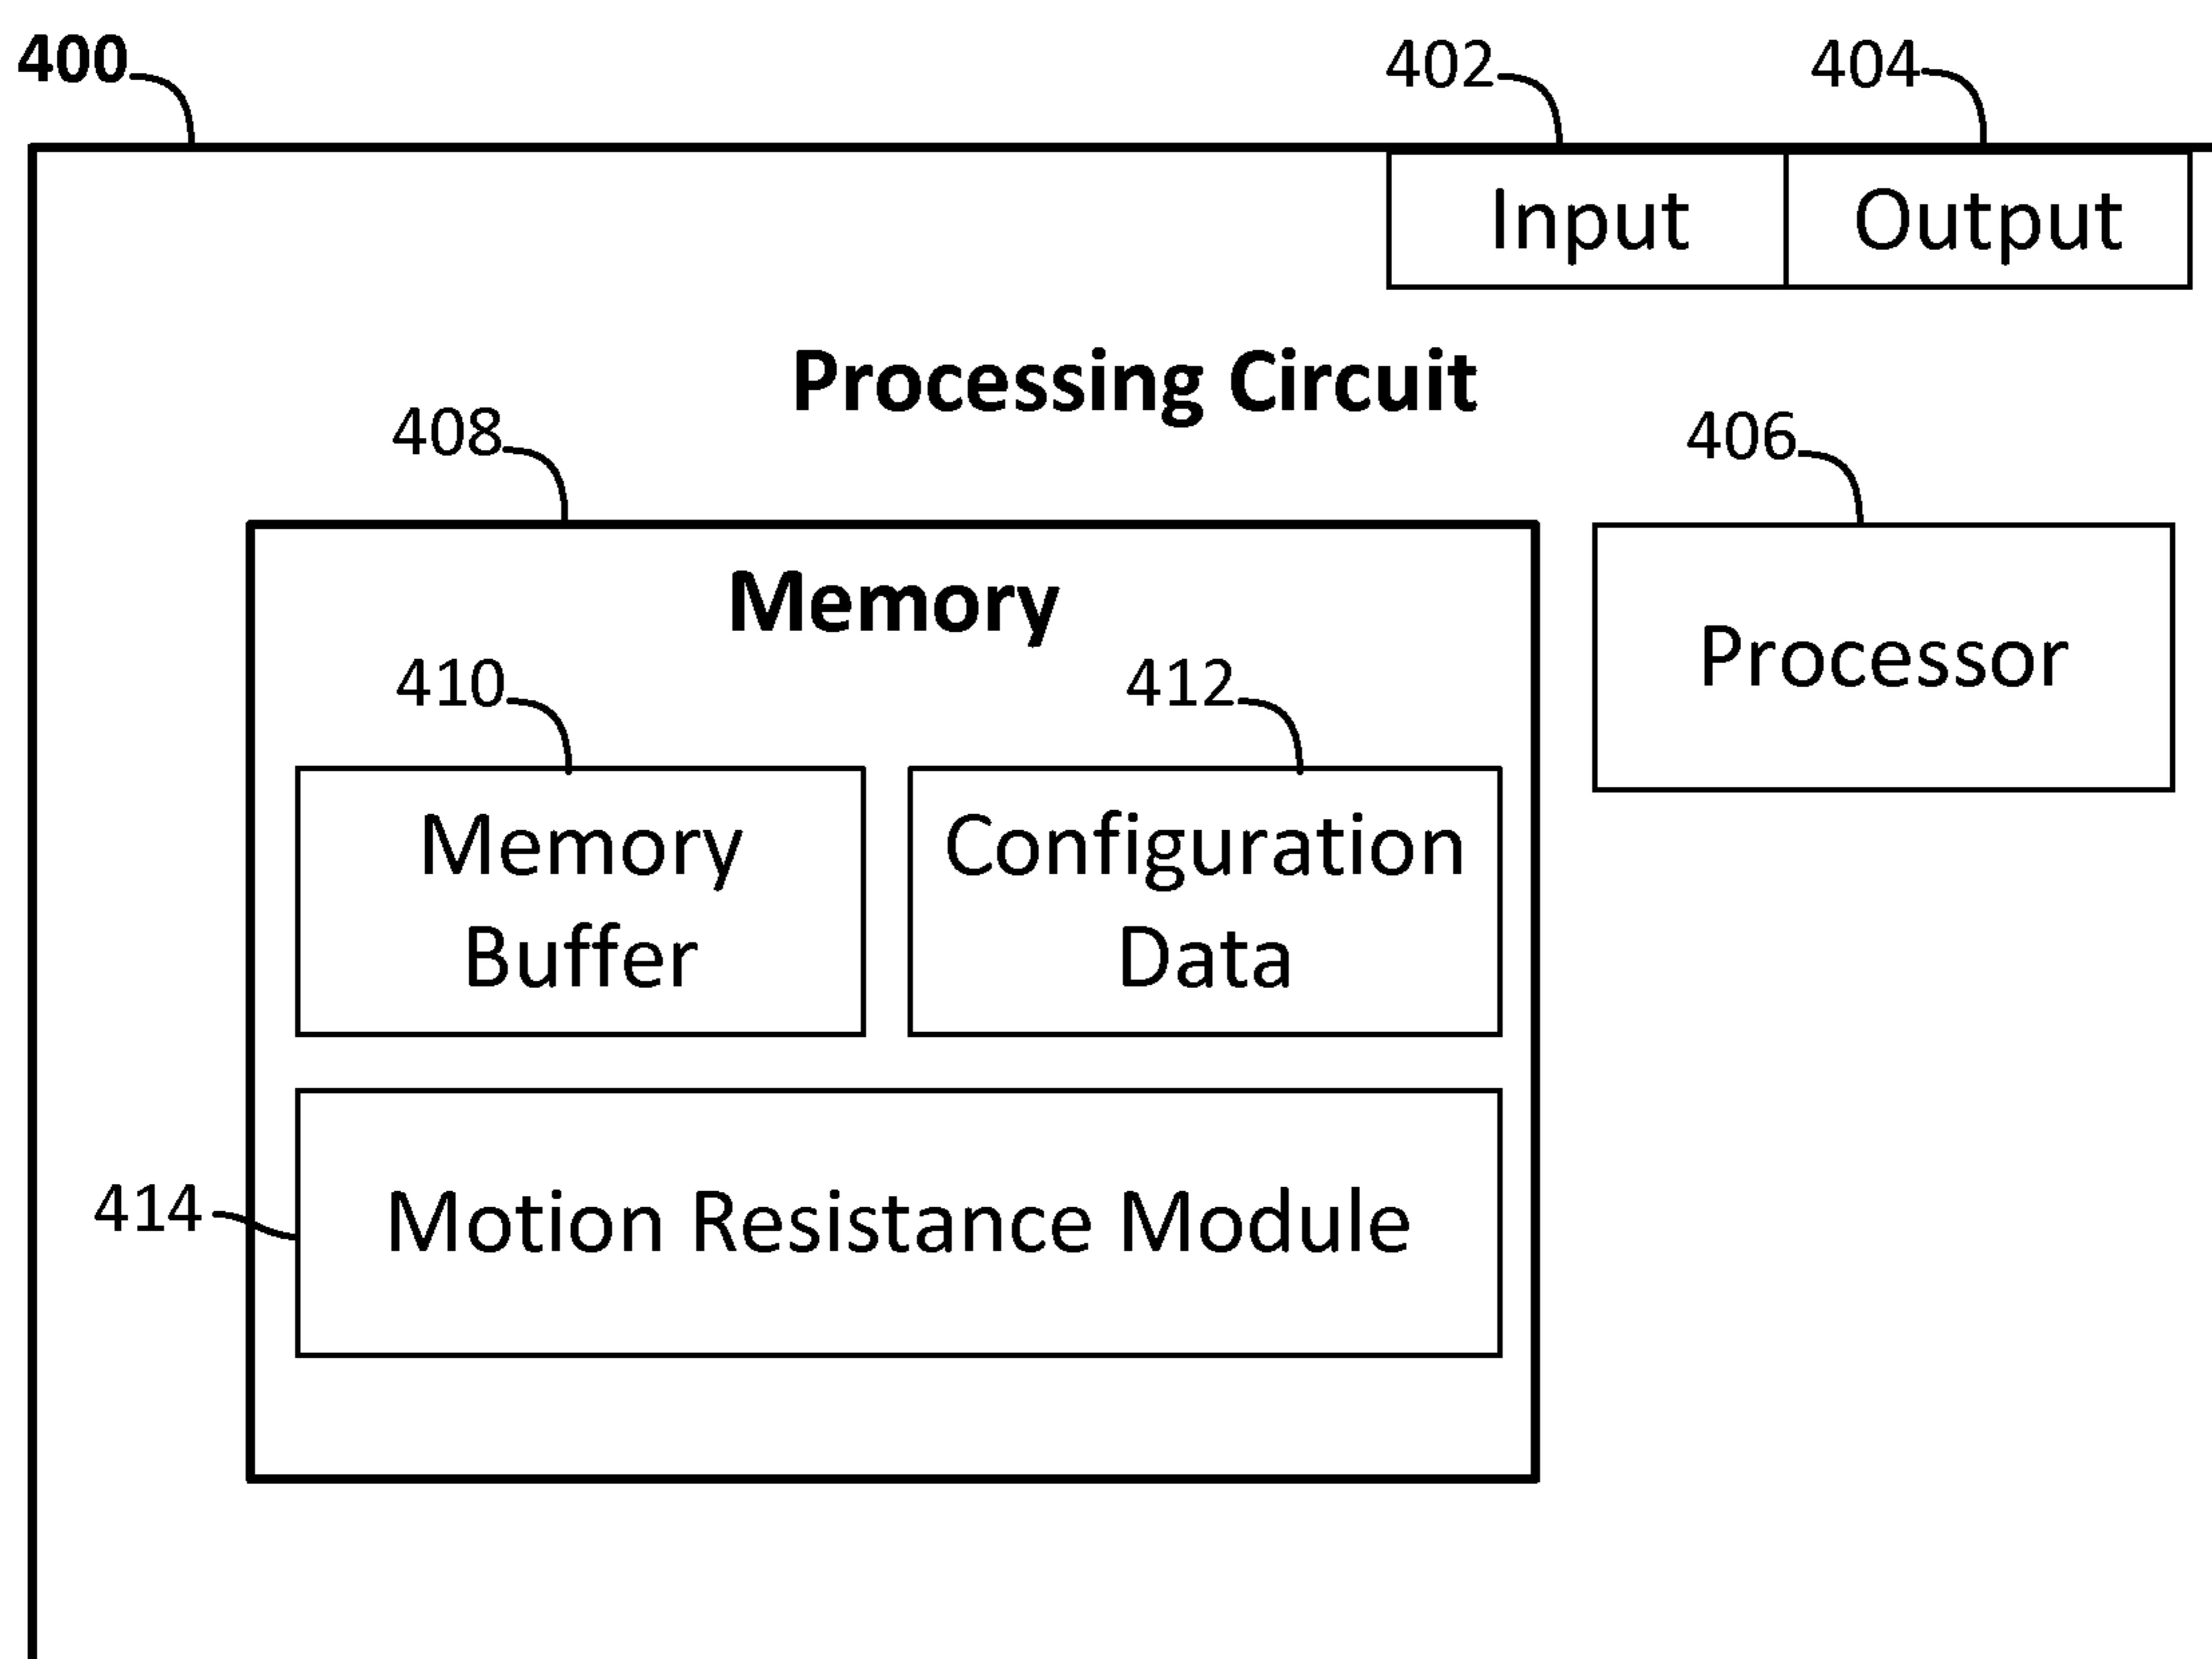 400
402
404
Input
Output
Processing Circuit
408
406
Memory
Processor
410
412
Memory
Buffer
Configuration
Data
414
Motion Resistance Module